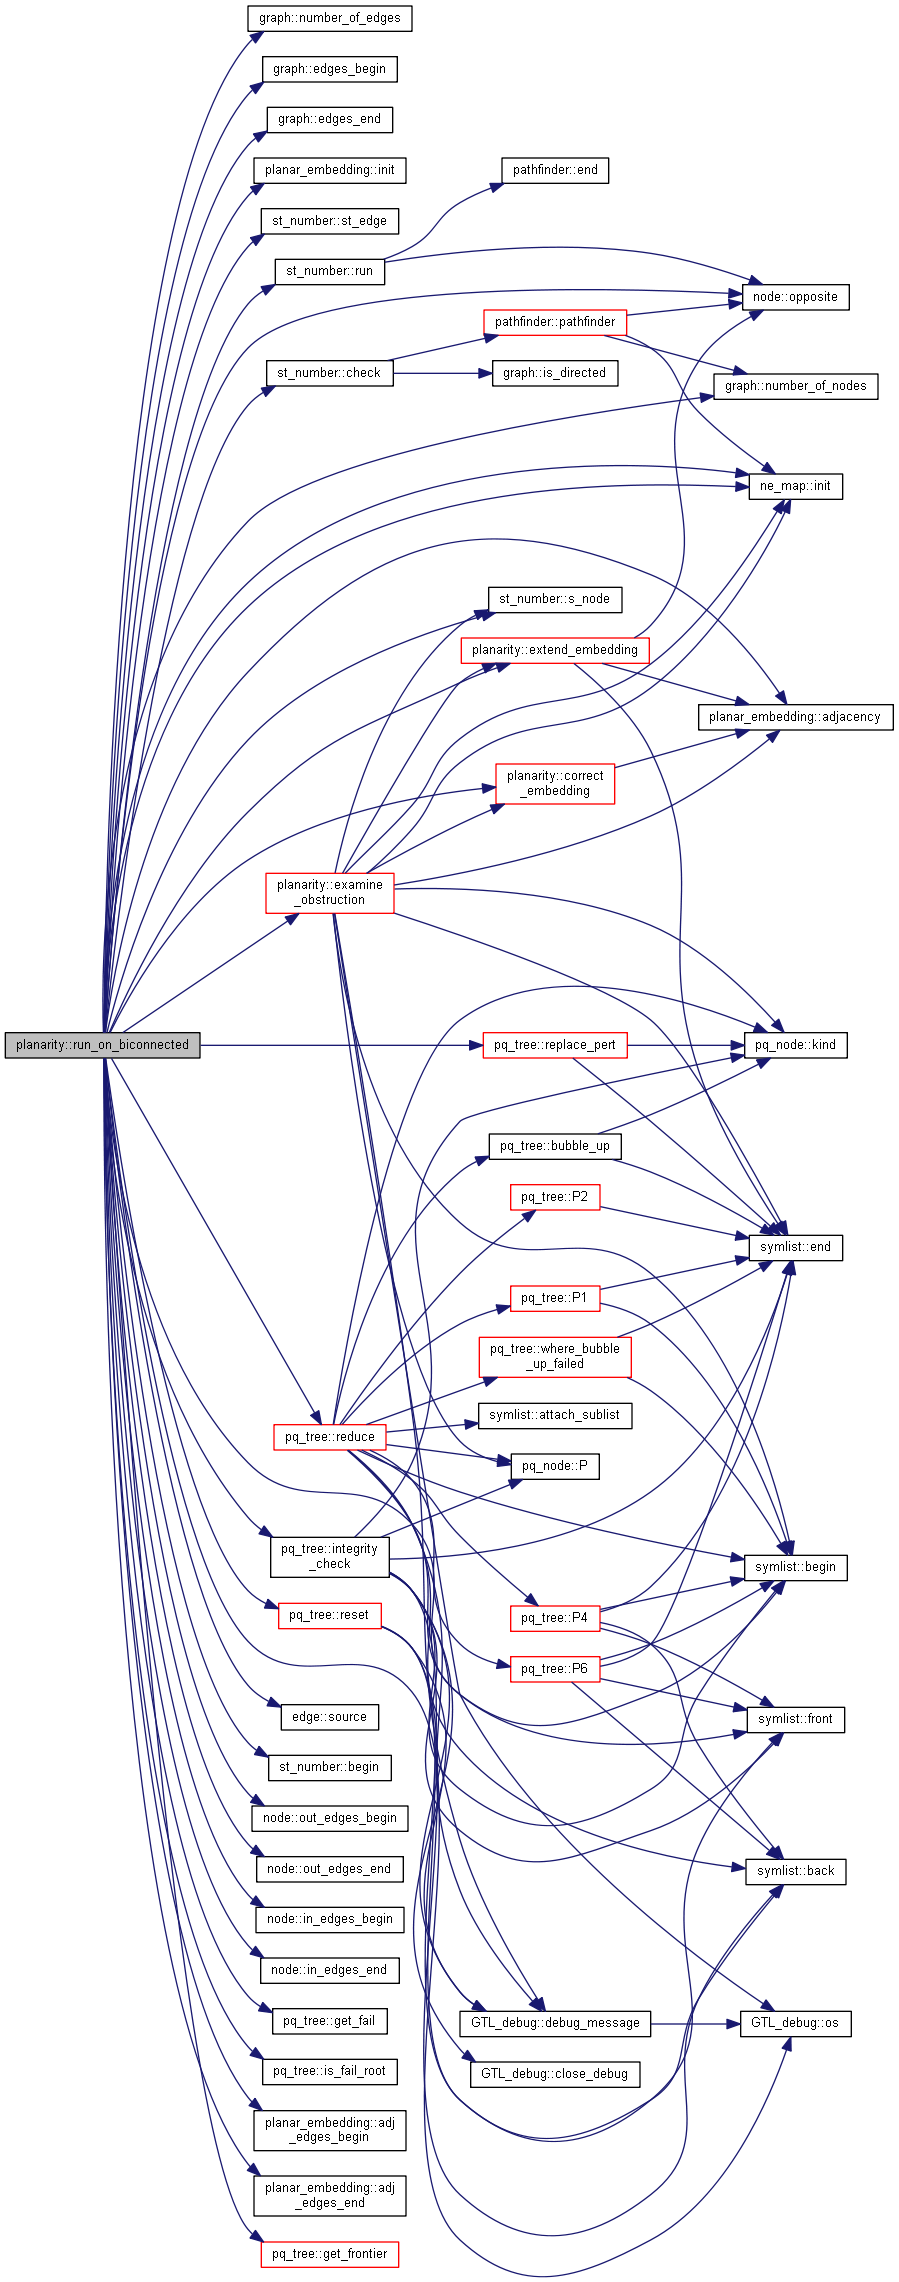 graph::number_of_edges
graph::edges_begin
graph::edges_end
planar_embedding::init
pathfinder::end
st_number::st_edge
st_number::run
node::opposite
pathfinder::pathfinder
st_number::check
graph::is_directed
graph::number_of_nodes
ne_map::init
st_number::s_node
planarity::extend_embedding
planar_embedding::adjacency
planarity::correct
_embedding
planarity::examine
_obstruction
planarity::run_on_biconnected
pq_tree::replace_pert
pq_node::kind
pq_tree::bubble_up
pq_tree::P2
symlist::end
pq_tree::P1
pq_tree::where_bubble
_up_failed
symlist::attach_sublist
pq_tree::reduce
pq_node::P
pq_tree::integrity
_check
symlist::begin
pq_tree::reset
pq_tree::P4
pq_tree::P6
edge::source
symlist::front
st_number::begin
node::out_edges_begin
node::out_edges_end
symlist::back
node::in_edges_begin
node::in_edges_end
pq_tree::get_fail
GTL_debug::debug_message
GTL_debug::os
pq_tree::is_fail_root
GTL_debug::close_debug
planar_embedding::adj
_edges_begin
planar_embedding::adj
_edges_end
pq_tree::get_frontier